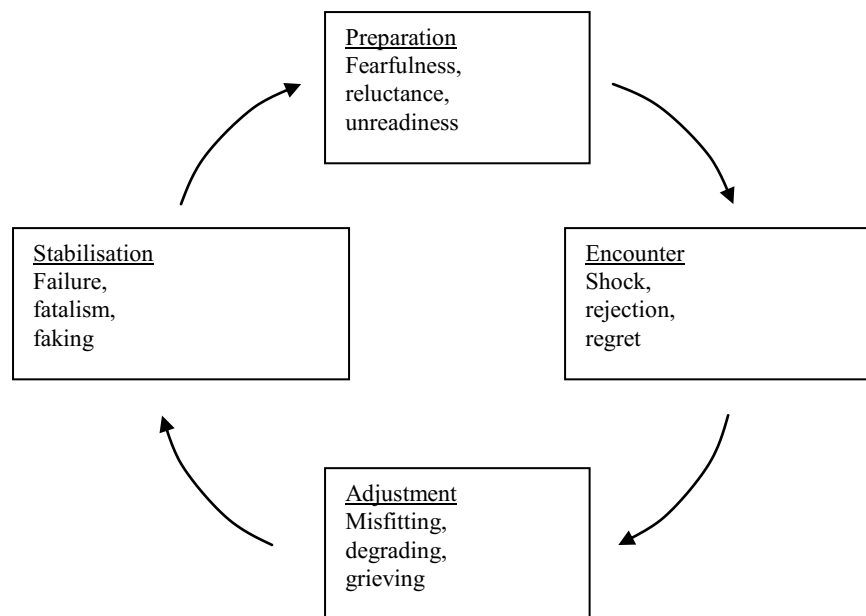 Preparation
Fearfulness,
reluctance,
unreadiness
Stabilisation
Failure,
fatalism,
faking
Encounter
Shock,
rejection,
regret
Adjustment
Misfitting,
degrading,
grieving